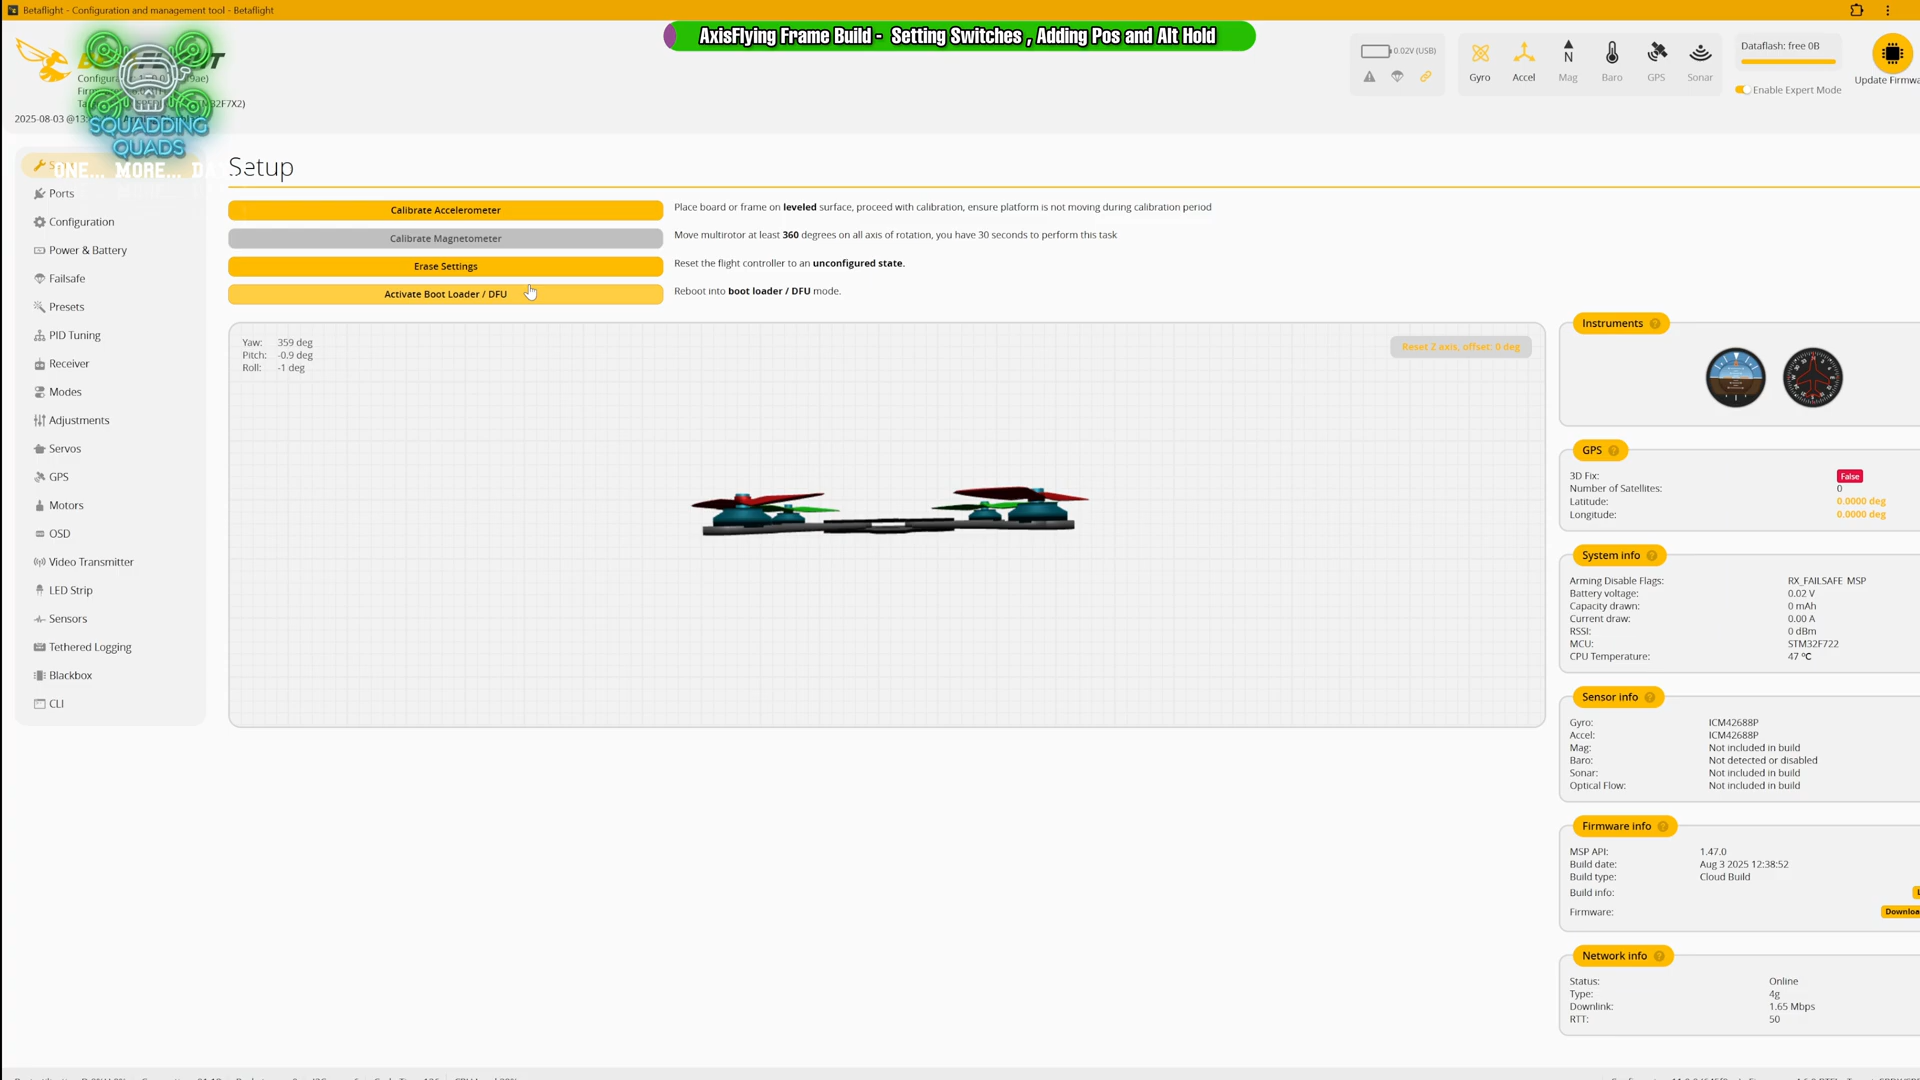 Betaflight - Configuration and management tool - Betaflight
AxisFlying Frame Build - Setting Switches , Adding Pos and Alt Hold
0.02V (USB)
Gyro
Accel
Mag
Baro
GPS
Sonar
Dataflash: free 0B
Enable Expert Mode
Update Firmwa
SQUADDING
QUADS
ONE... MORE... DA
Ports
Configuration
Power & Battery
Failsafe
Presets
PID Tuning
Receiver
Modes
Adjustments
Servos
GPS
Motors
OSD
Video Transmitter
LED Strip
Sensors
Tethered Logging
Blackbox
CLI
Setup
Calibrate Accelerometer
Place board or frame on leveled surface, proceed with calibration, ensure platform is not moving during calibration period
Calibrate Magnetometer
Move multirotor at least 360 degrees on all axis of rotation, you have 30 seconds to perform this task
Erase Settings
Reset the flight controller to an unconfigured state.
Activate Boot Loader / DFU
Reboot into boot loader / DFU mode.
Yaw: 359 deg
Pitch: -0.9 deg
Roll: -1 deg
Reset Z axis, offset: 0 deg
Instruments
GPS
3D Fix: False
Number of Satellites: 0
Latitude: 0.0000 deg
Longitude: 0.0000 deg
System info
Arming Disable Flags: RX_FAILSAFE MSP
Battery voltage: 0.02 V
Capacity drawn: 0 mAh
Current draw: 0.00 A
RSSI: 0 dBm
MCU: STM32F722
CPU Temperature: 47 °C
Sensor info
Gyro: ICM42688P
Accel: ICM42688P
Mag: Not included in build
Baro: Not detected or disabled
Sonar: Not included in build
Optical Flow: Not included in build
Firmware info
MSP API: 1.47.0
Build date: Aug 3 2025 12:38:52
Build type: Cloud Build
Build info:
Firmware: Downloa
Network info
Status: Online
Type: 4g
Downlink: 1.65 Mbps
RTT: 50